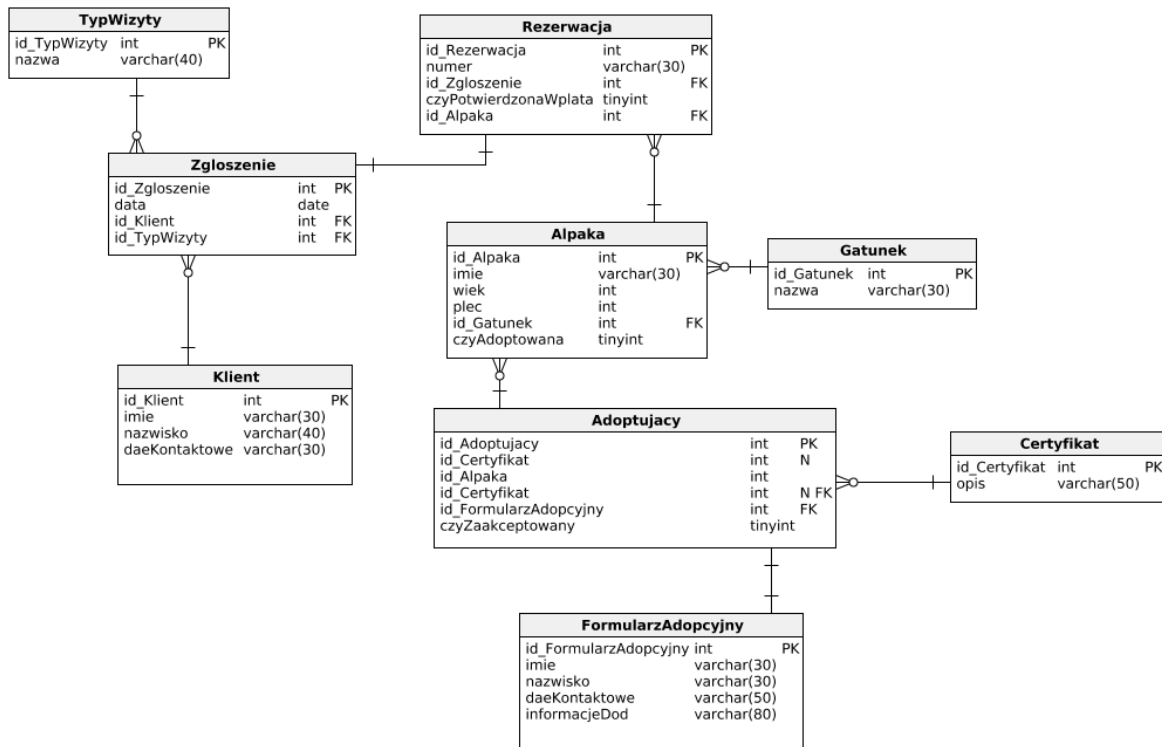 TypWizyty
id_TypWizyty int PK
nazwa varchar(40)
Rezerwacja
id_Rezerwacja int PK
numer varchar(30)
id_Zgloszenie int FK
czyPotwierdzonaWplata tinyint
id_Alpaka int FK
Zgloszenie
id_Zgloszenie int PK
data date
id_Klient int FK
id_TypWizyty int FK
Alpaka
id_Alpaka int PK
imie varchar(30)
wiek int
plec int
id_Gatunek int FK
czyAdoptowana tinyint
Gatunek
id_Gatunek int PK
nazwa varchar(30)
Klient
id_Klient int PK
imie varchar(30)
nazwisko varchar(40)
daeKontaktowe varchar(30)
Adoptujacy
id_Adoptujacy int PK
id_Certyfikat int N
id_Alpaka int
id_Certyfikat int N FK
id_FormularzAdopcyjny int FK
czyZaakceptowany tinyint
Certyfikat
id_Certyfikat int PK
opis varchar(50)
FormularzAdopcyjny
id_FormularzAdopcyjny int PK
imie varchar(30)
nazwisko varchar(30)
daeKontaktowe varchar(50)
informacjeDod varchar(80)